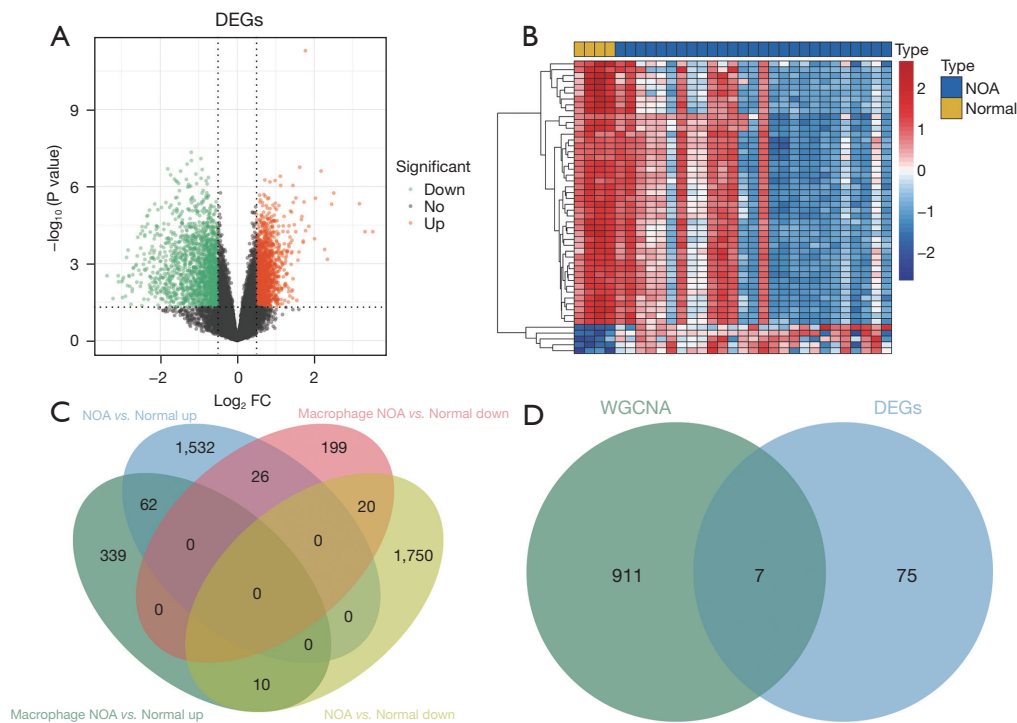 A
DEGs
9
6
3
0
−log10 (P value)
−2
0
2
Log2 FC
Significant
Down
No
Up
B
Type
2
1
0
−1
−2
Type
NOA
Normal
C
NOA vs. Normal up
Macrophage NOA vs. Normal down
1,532
199
26
62
20
339
0
0
1,750
0
0
0
0
10
Macrophage NOA vs. Normal up
NOA vs. Normal down
D
WGCNA
DEGs
911
7
75